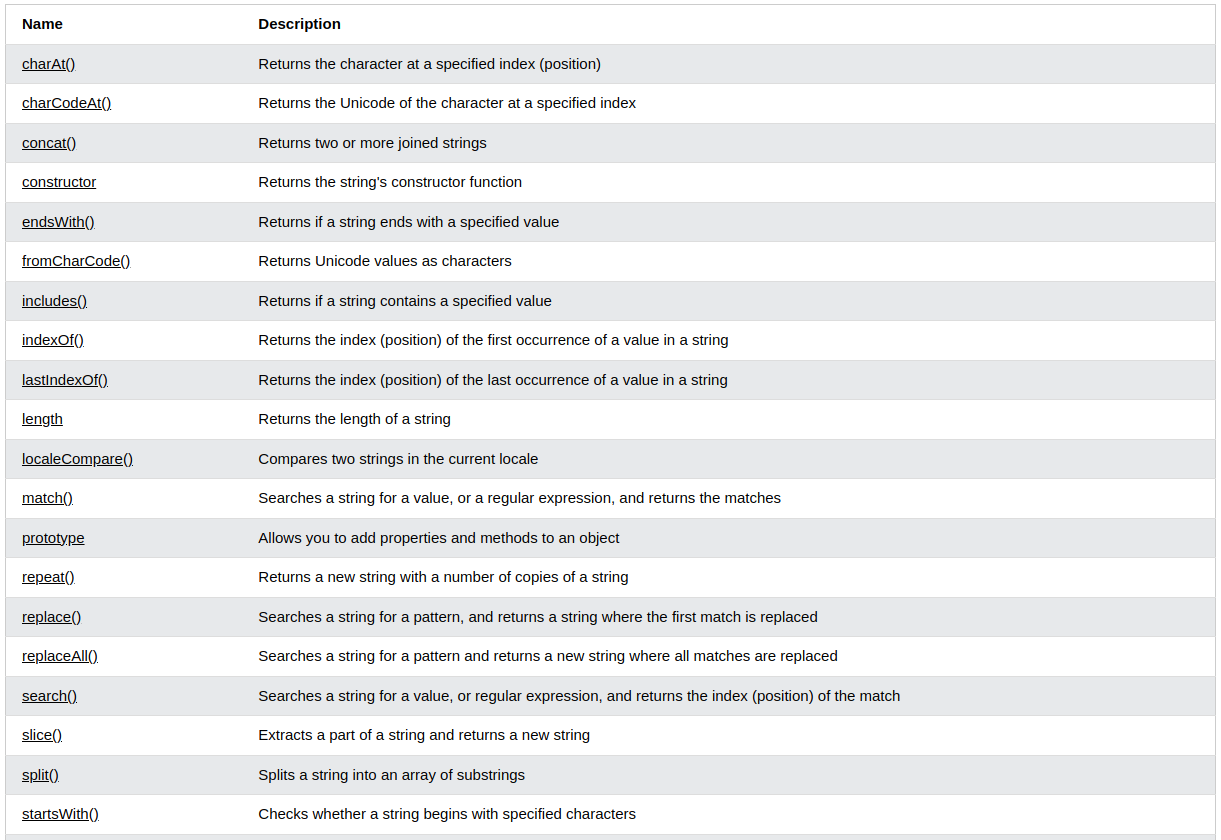 Name Description
charAt() Returns the character at a specified index (position)
charCodeAt() Returns the Unicode of the character at a specified index
concat() Returns two or more joined strings
constructor Returns the string's constructor function
endsWith() Returns if a string ends with a specified value
fromCharCode() Returns Unicode values as characters
includes() Returns if a string contains a specified value
indexOf() Returns the index (position) of the first occurrence of a value in a string
lastIndexOf() Returns the index (position) of the last occurrence of a value in a string
length Returns the length of a string
localeCompare() Compares two strings in the current locale
match() Searches a string for a value, or a regular expression, and returns the matches
prototype Allows you to add properties and methods to an object
repeat() Returns a new string with a number of copies of a string
replace() Searches a string for a pattern, and returns a string where the first match is replaced
replaceAll() Searches a string for a pattern and returns a new string where all matches are replaced
search() Searches a string for a value, or regular expression, and returns the index (position) of the match
slice() Extracts a part of a string and returns a new string
split() Splits a string into an array of substrings
startsWith() Checks whether a string begins with specified characters